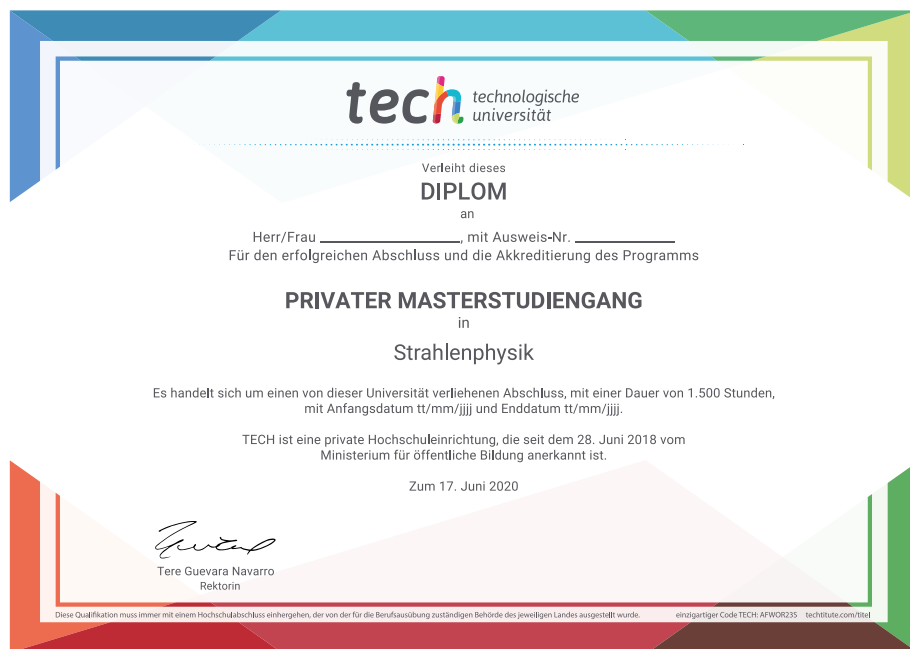 tech technologische
universität
Verleiht dieses
DIPLOM
an
Herr/Frau ____________, mit Ausweis-Nr. ____________
Für den erfolgreichen Abschluss und die Akkreditierung des Programms
PRIVATER MASTERSTUDIENGANG
in
Strahlenphysik
Es handelt sich um einen von dieser Universität verliehenen Abschluss, mit einer Dauer von 1.500 Stunden,
mit Anfangsdatum tt/mm/jjjj und Enddatum tt/mm/jjjj.
TECH ist eine private Hochschuleinrichtung, die seit dem 28. Juni 2018 vom
Ministerium für öffentliche Bildung anerkannt ist.
Zum 17. Juni 2020
Tere Guevara Navarro
Rektorin
Diese Qualifikation muss immer mit einem Hochschulabschluss einhergehen, der von der für die Berufsausübung zuständigen Behörde des jeweiligen Landes ausgestellt wurde. einzigartiger Code TECH: AFWOR23S techtitute.com/titel